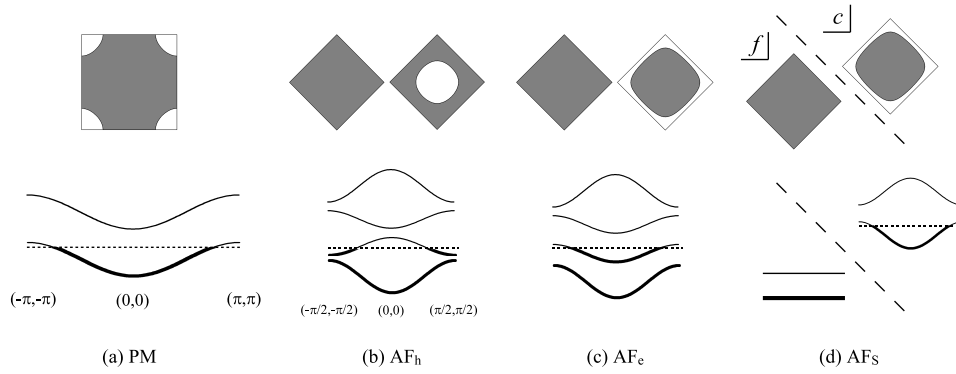 f
c
(-π,-π)
(0,0)
(π,π)
(-π/2,-π/2)
(0,0)
(π/2,π/2)
(a) PM
(b) AFh
(c) AFe
(d) AFS